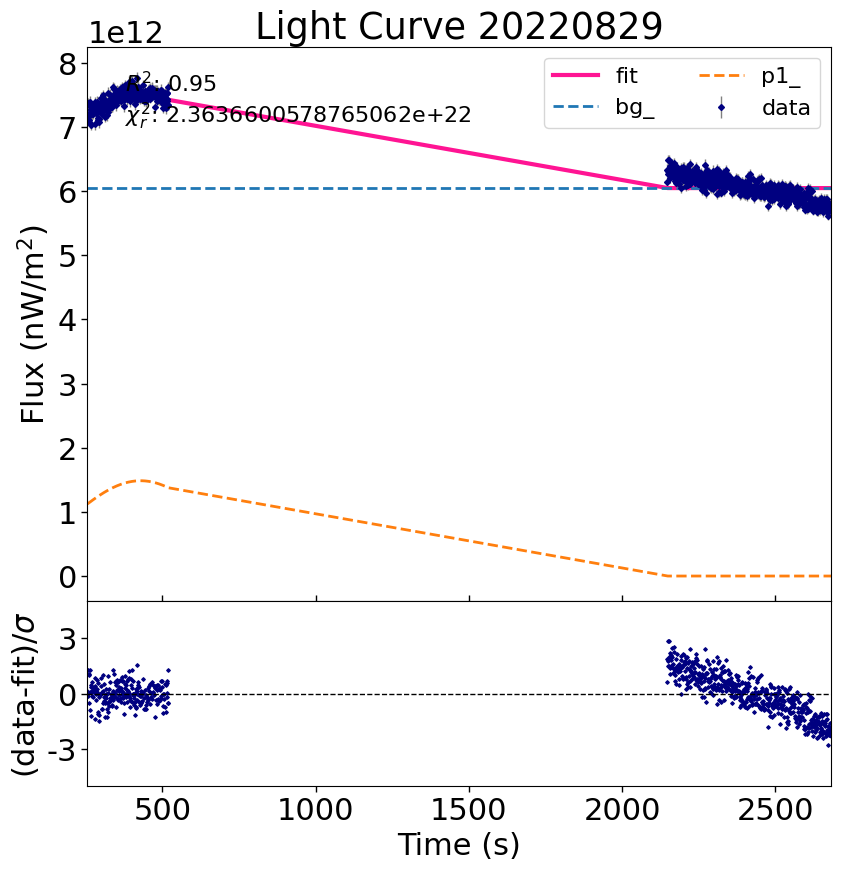 Light Curve 20220829
1e12
R²: 0.95
χ²ᵣ: 2.3636600578765062e+22
fit
bg_
p1_
data
8
7
6
5
4
3
2
1
0
Flux (nW/m²)
3
0
-3
(data-fit)/σ
500 1000 1500 2000 2500
Time (s)